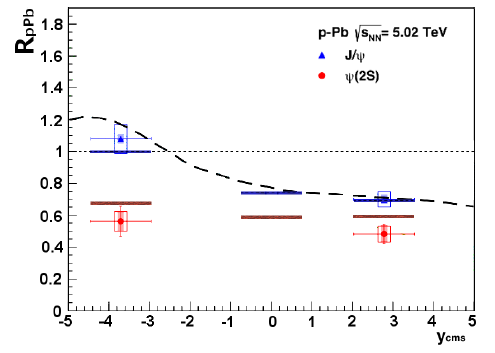 R_pPb
p-Pb √s_NN = 5.02 TeV
J/ψ
ψ(2S)
1.8
1.6
1.4
1.2
1
0.8
0.6
0.4
0.2
0
-5 -4 -3 -2 -1 0 1 2 3 4 5
y_cms